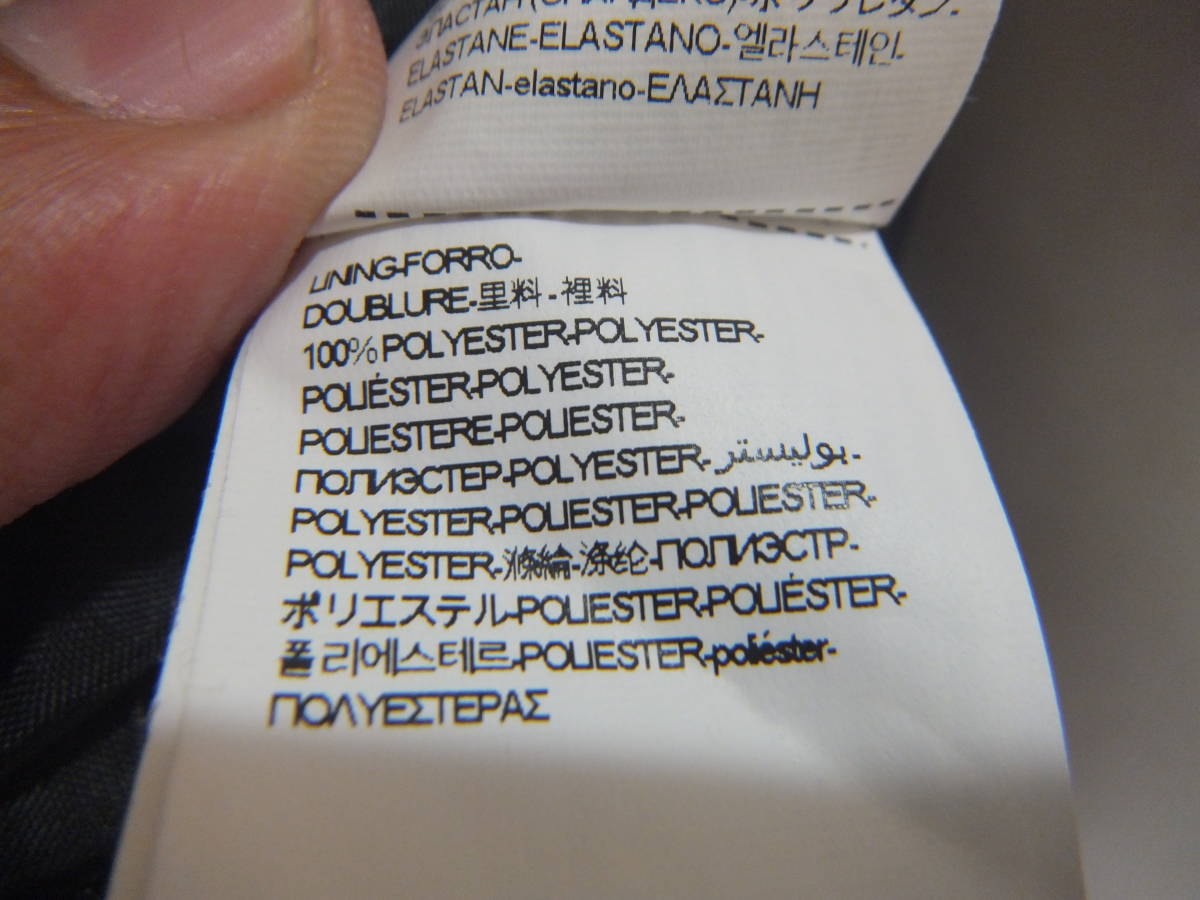 ЭЛАСТАН
ELASTANE-ELASTANO-엘라스테인-
ELASTAN-elastano-ΕΛΑΣΤΑΝΗ
LINING-FORRO-
DOUBLURE-里料-裡料
100% POLYESTER-POLYESTER-
POLIÉSTER-POLYESTER-
POLIESTERE-POLIESTER-
ПОЛИЭСТЕР-POLYESTER-بوليستر-
POLYESTER-POLIESTER-POLIESTER-
POLYESTER-滌綸-涤纶-ПОЛИЭСТР-
ポリエステル-POLIESTER-POLIÉSTER-
폴리에스테르-POLIESTER-poliéster-
ΠΟΛΥΕΣΤΕΡΑΣ